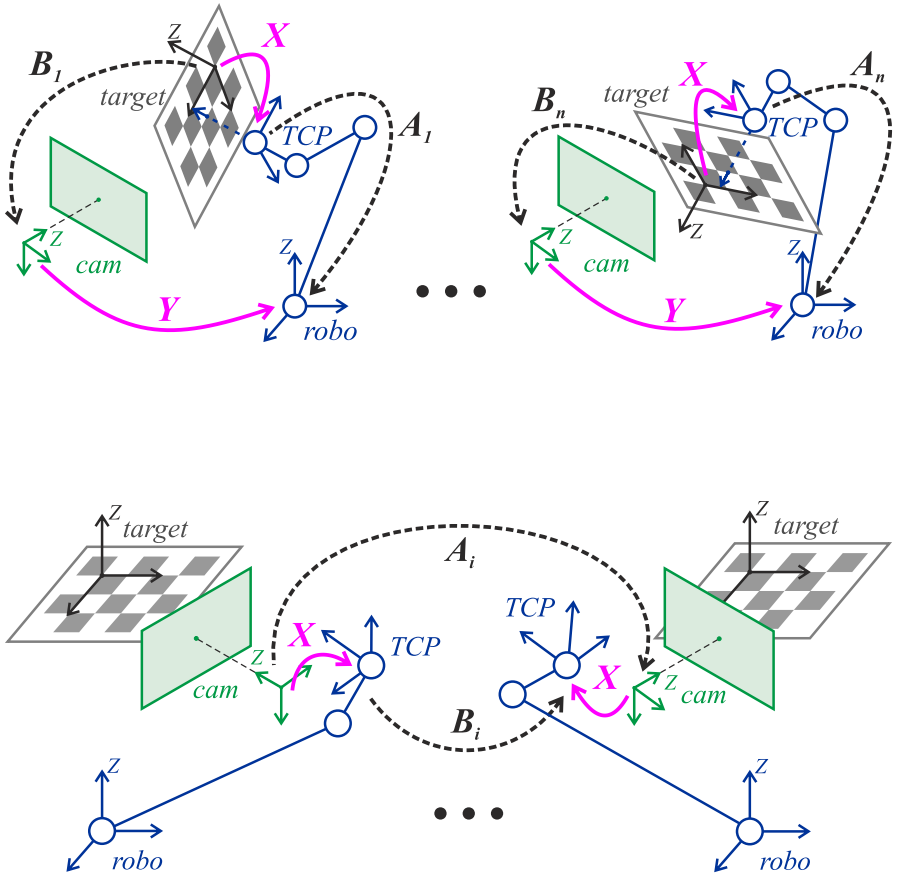 Z
X
B1
target
TCP
A1
Z
cam
Z
Y
robo
X
An
target
Bn
TCP
Z
Z
cam
Z
Y
robo
Z
target
Z
target
Ai
X
TCP
Z
cam
TCP
X
Z
cam
Bi
Z
robo
Z
robo